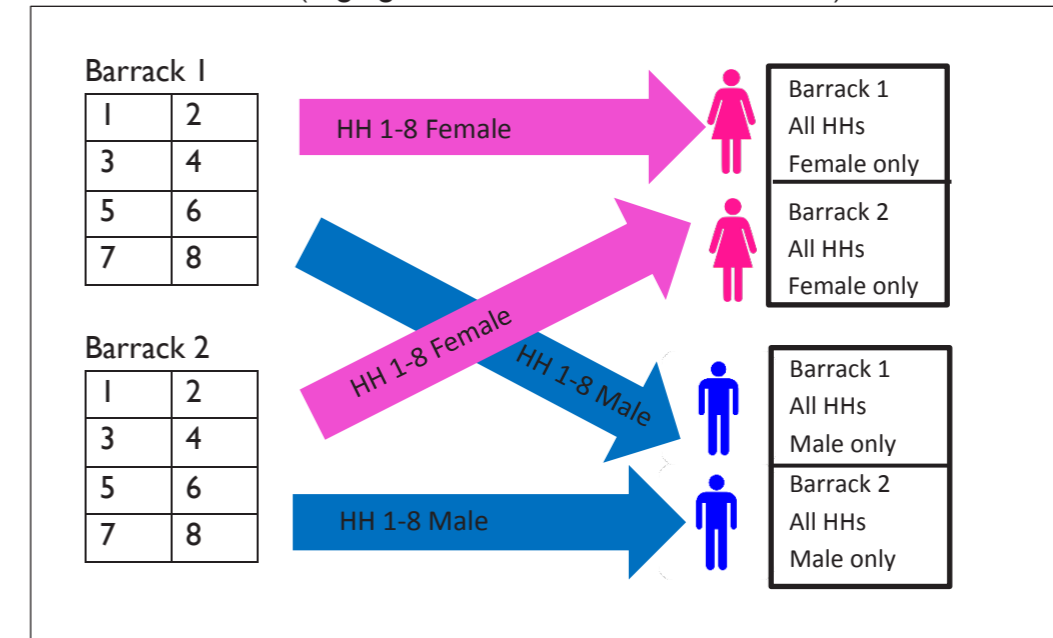 Barrack 1
1 2
3 4
5 6
7 8
HH 1-8 Female
Barrack 1
All HHs
Female only
Barrack 2
All HHs
Female only
Barrack 2
1 2
3 4
5 6
7 8
HH 1-8 Female
HH 1-8 Male
HH 1-8 Male
Barrack 1
All HHs
Male only
Barrack 2
All HHs
Male only